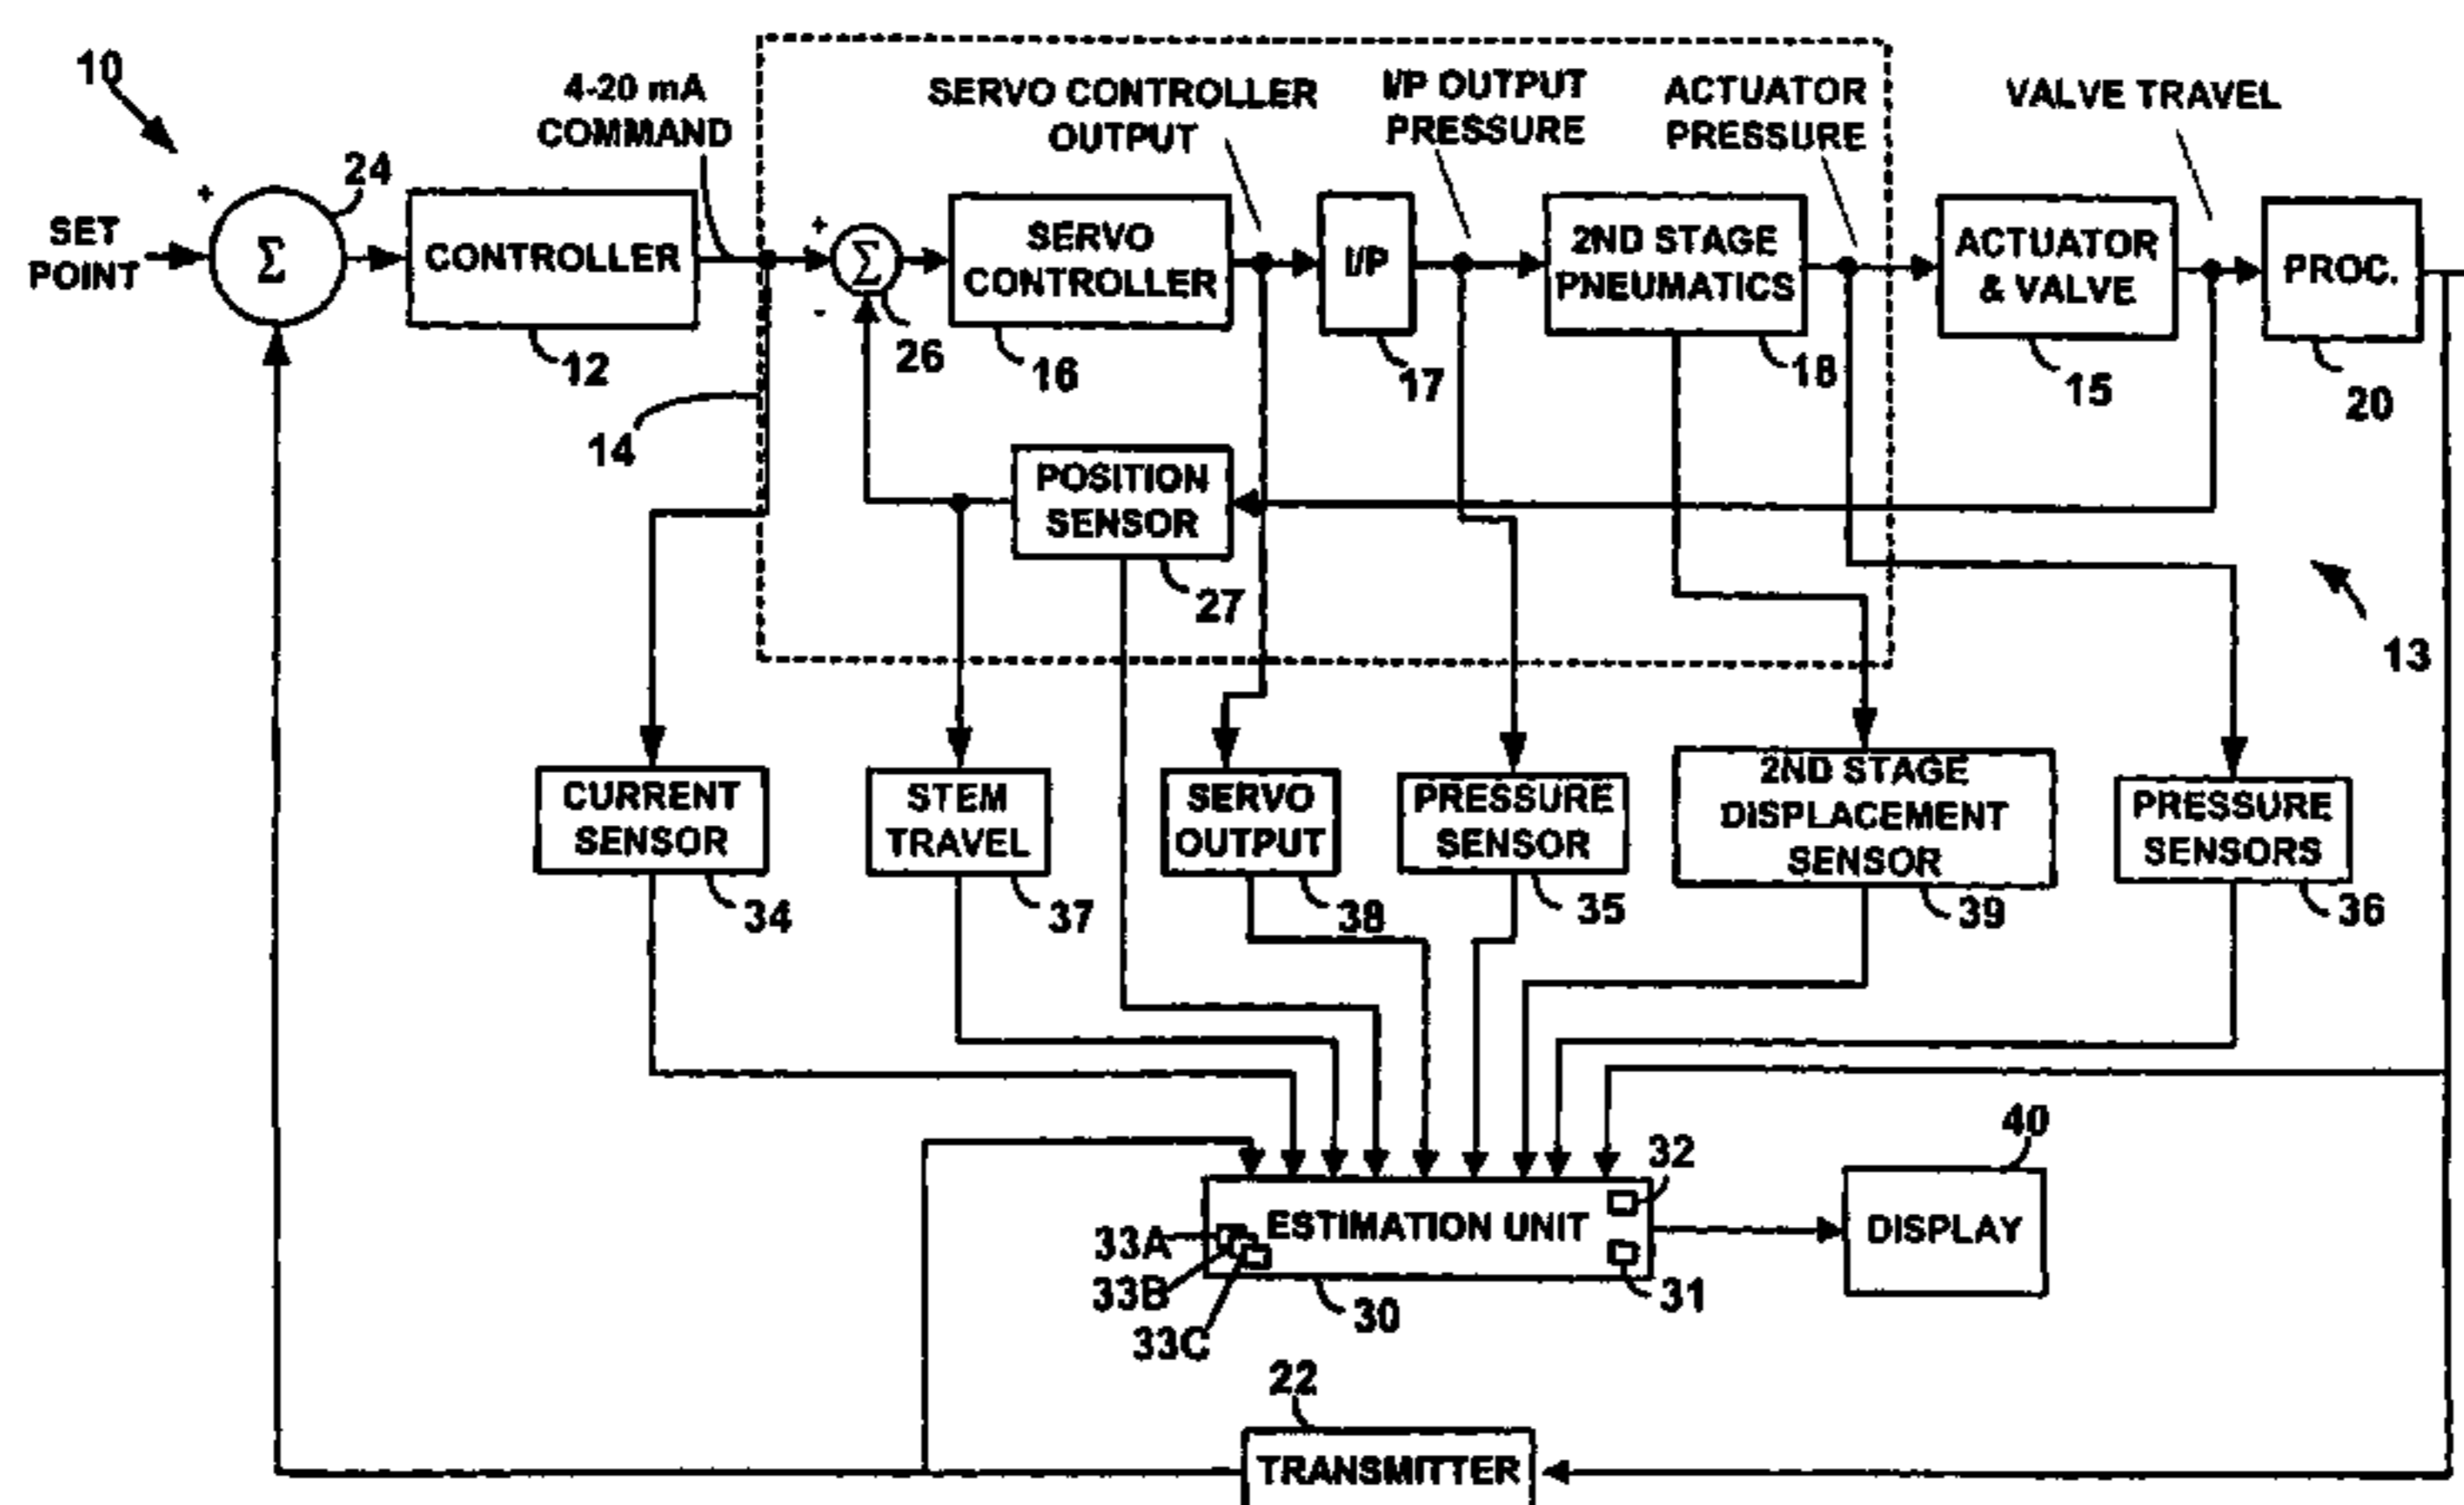 10
4-20 mA
COMMAND
SERVO CONTROLLER
OUTPUT
I/P OUTPUT
PRESSURE
ACTUATOR
PRESSURE
VALVE TRAVEL
24
+
SET
POINT
Σ
CONTROLLER
12
+
Σ
-
26
SERVO
CONTROLLER
16
I/P
17
2ND STAGE
PNEUMATICS
18
ACTUATOR
& VALVE
15
PROC.
20
14
POSITION
SENSOR
27
13
CURRENT
SENSOR
34
STEM
TRAVEL
37
SERVO
OUTPUT
38
PRESSURE
SENSOR
35
2ND STAGE
DISPLACEMENT
SENSOR
39
PRESSURE
SENSORS
36
32
40
33A
33B
33C
ESTIMATION UNIT
30
31
DISPLAY
22
TRANSMITTER